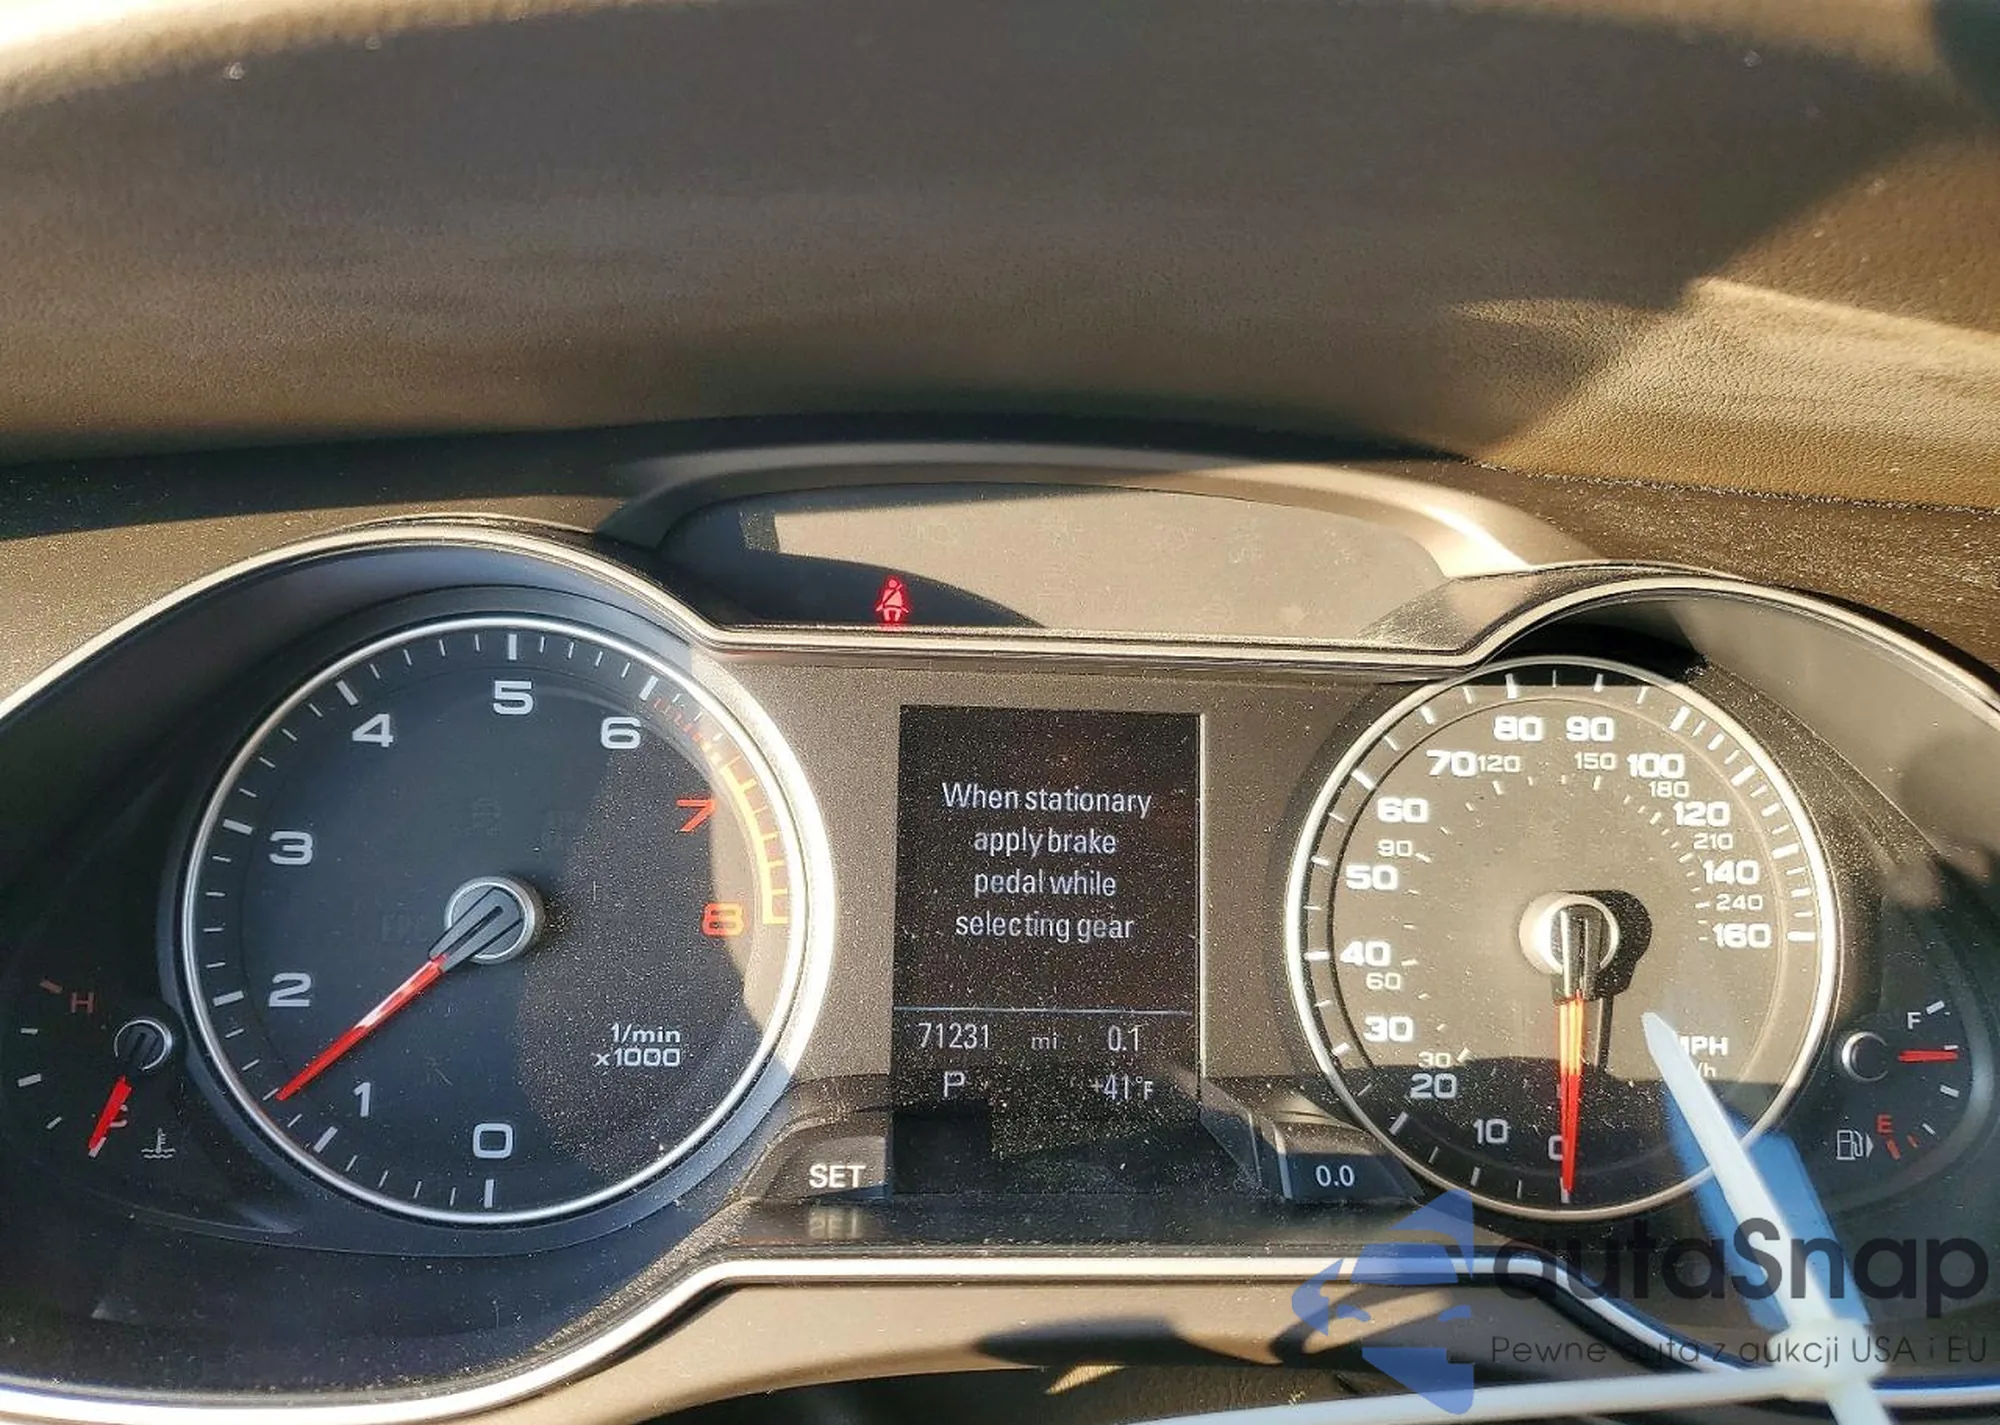 5
4
6
3
7
2
8
1
0
1/min
x1000
H
SET
When stationary
apply brake
pedal while
selecting gear
71231 mi 0.1
P +41°F
0.0
80 90
70 120 150 100
180
60 120
90 210
50 140
240
40 160
60
30
30 MPH
20
10 0
F
E
autaSnap
Pewne auta z aukcji USA i EU